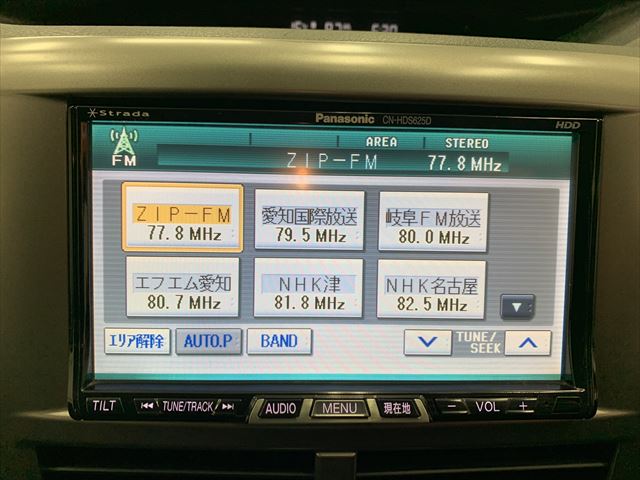 Strada
Panasonic
CN-HDS625D
HDD
FM
AREA STEREO
ZIP-FM 77.8 MHz
ZIP-FM
77.8 MHz
愛知国際放送
79.5 MHz
岐阜FM放送
80.0 MHz
エフエム愛知
80.7 MHz
NHK津
81.8 MHz
NHK名古屋
82.5 MHz
エリア解除 AUTO.P BAND TUNE/
SEEK
TILT TUNE/TRACK AUDIO MENU 現在地 − VOL +